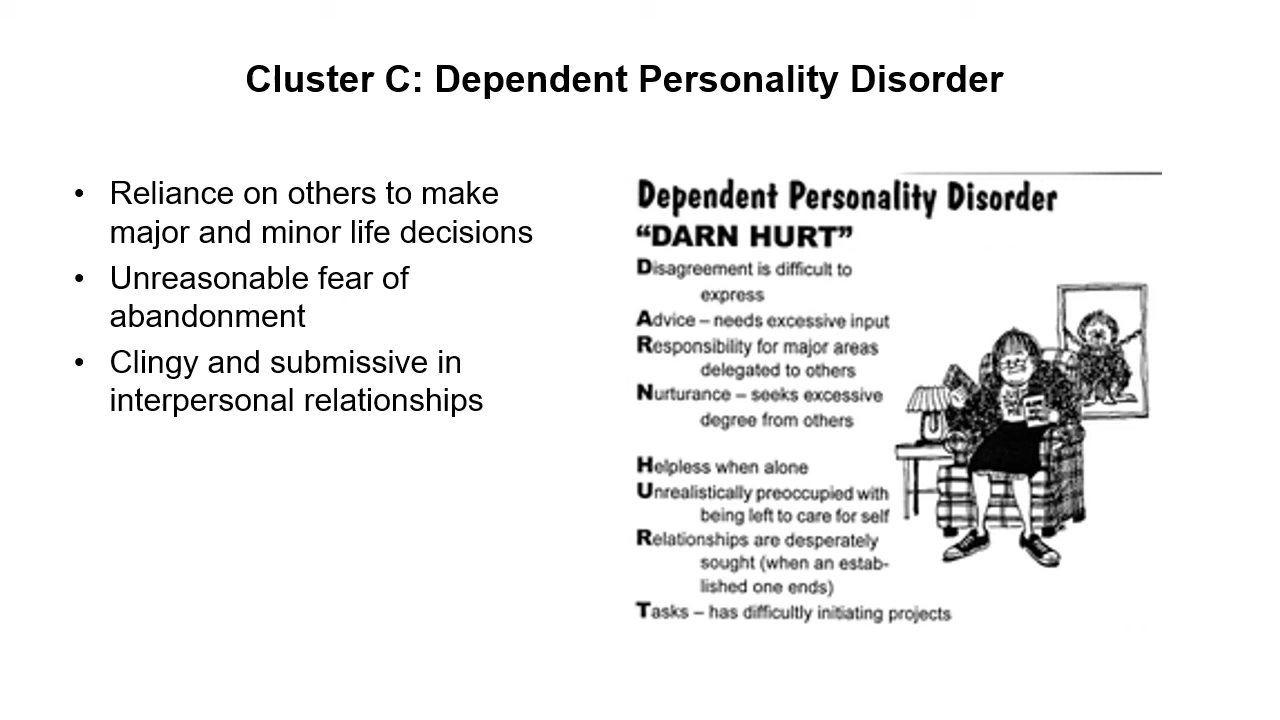 Cluster C: Dependent Personality Disorder
• Reliance on others to make
major and minor life decisions
• Unreasonable fear of
abandonment
• Clingy and submissive in
interpersonal relationships
Dependent Personality Disorder
“DARN HURT”
Disagreement is difficult to
express
Advice – needs excessive input
Responsibility for major areas
delegated to others
Nurturance – seeks excessive
degree from others
Helpless when alone
Unrealistically preoccupied with
being left to care for self
Relationships are desperately
sought (when an estab-
lished one ends)
Tasks – has difficultly initiating projects